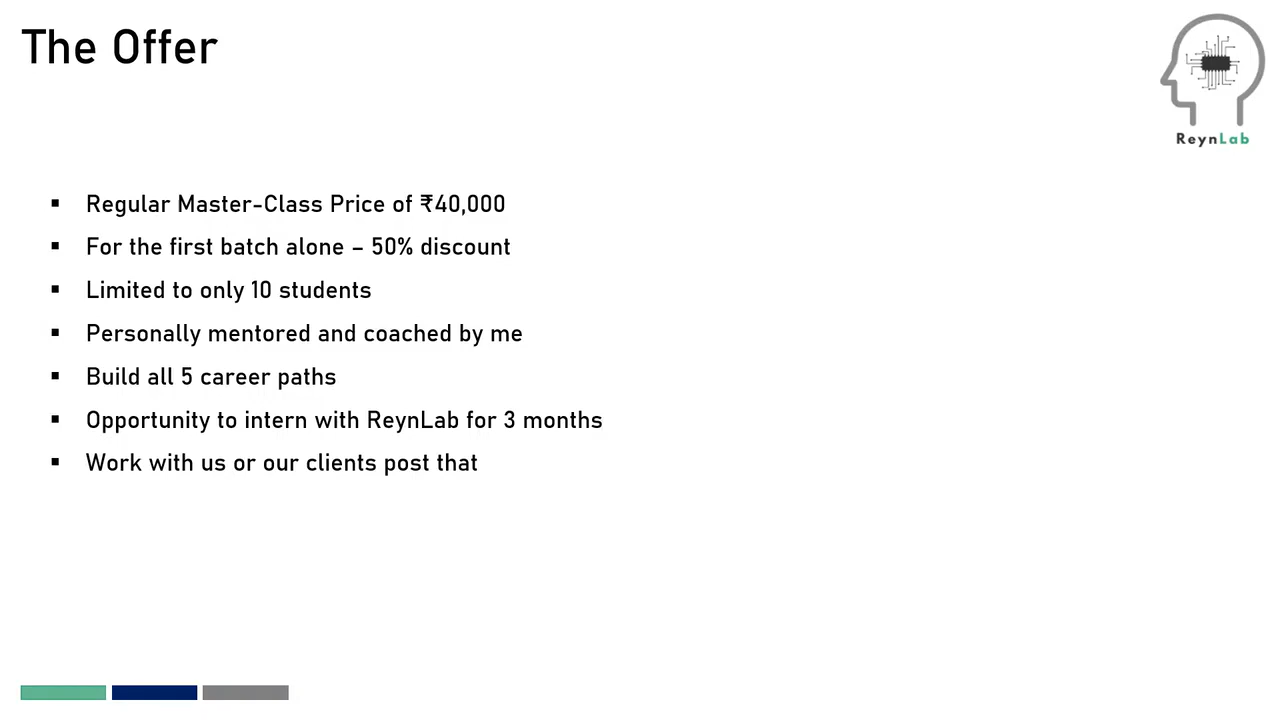 The Offer
ReynLab
▪ Regular Master-Class Price of ₹40,000
▪ For the first batch alone – 50% discount
▪ Limited to only 10 students
▪ Personally mentored and coached by me
▪ Build all 5 career paths
▪ Opportunity to intern with ReynLab for 3 months
▪ Work with us or our clients post that